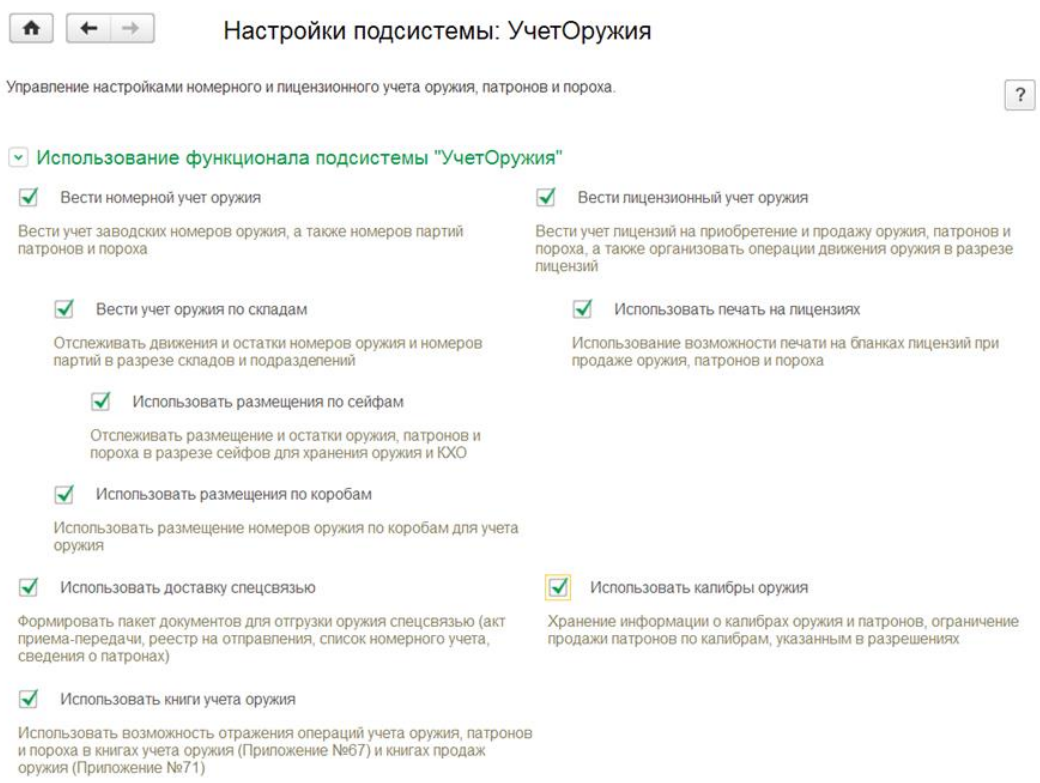 Настройки подсистемы: УчетОружия
Управление настройками номерного и лицензионного учета оружия, патронов и пороха.
?
Использование функционала подсистемы "УчетОружия"
Вести номерной учет оружия
Вести учет заводских номеров оружия, а также номеров партий
патронов и пороха
Вести лицензионный учет оружия
Вести учет лицензий на приобретение и продажу оружия, патронов и
пороха, а также организовать операции движения оружия в разрезе
лицензий
Вести учет оружия по складам
Отслеживать движения и остатки номеров оружия и номеров
партий в разрезе складов и подразделений
Использовать печать на лицензиях
Использование возможности печати на бланках лицензий при
продаже оружия, патронов и пороха
Использовать размещения по сейфам
Отслеживать размещение и остатки оружия, патронов и
пороха в разрезе сейфов для хранения оружия и КХО
Использовать размещения по коробам
Использовать размещение номеров оружия по коробам для учета
оружия
Использовать доставку спецсвязью
Формировать пакет документов для отгрузки оружия спецсвязью (акт
приема-передачи, реестр на отправления, список номерного учета,
сведения о патронах)
Использовать калибры оружия
Хранение информации о калибрах оружия и патронов, ограничение
продажи патронов по калибрам, указанным в разрешениях
Использовать книги учета оружия
Использовать возможность отражения операций учета оружия, патронов
и пороха в книгах учета оружия (Приложение №67) и книгах продаж
оружия (Приложение №71)